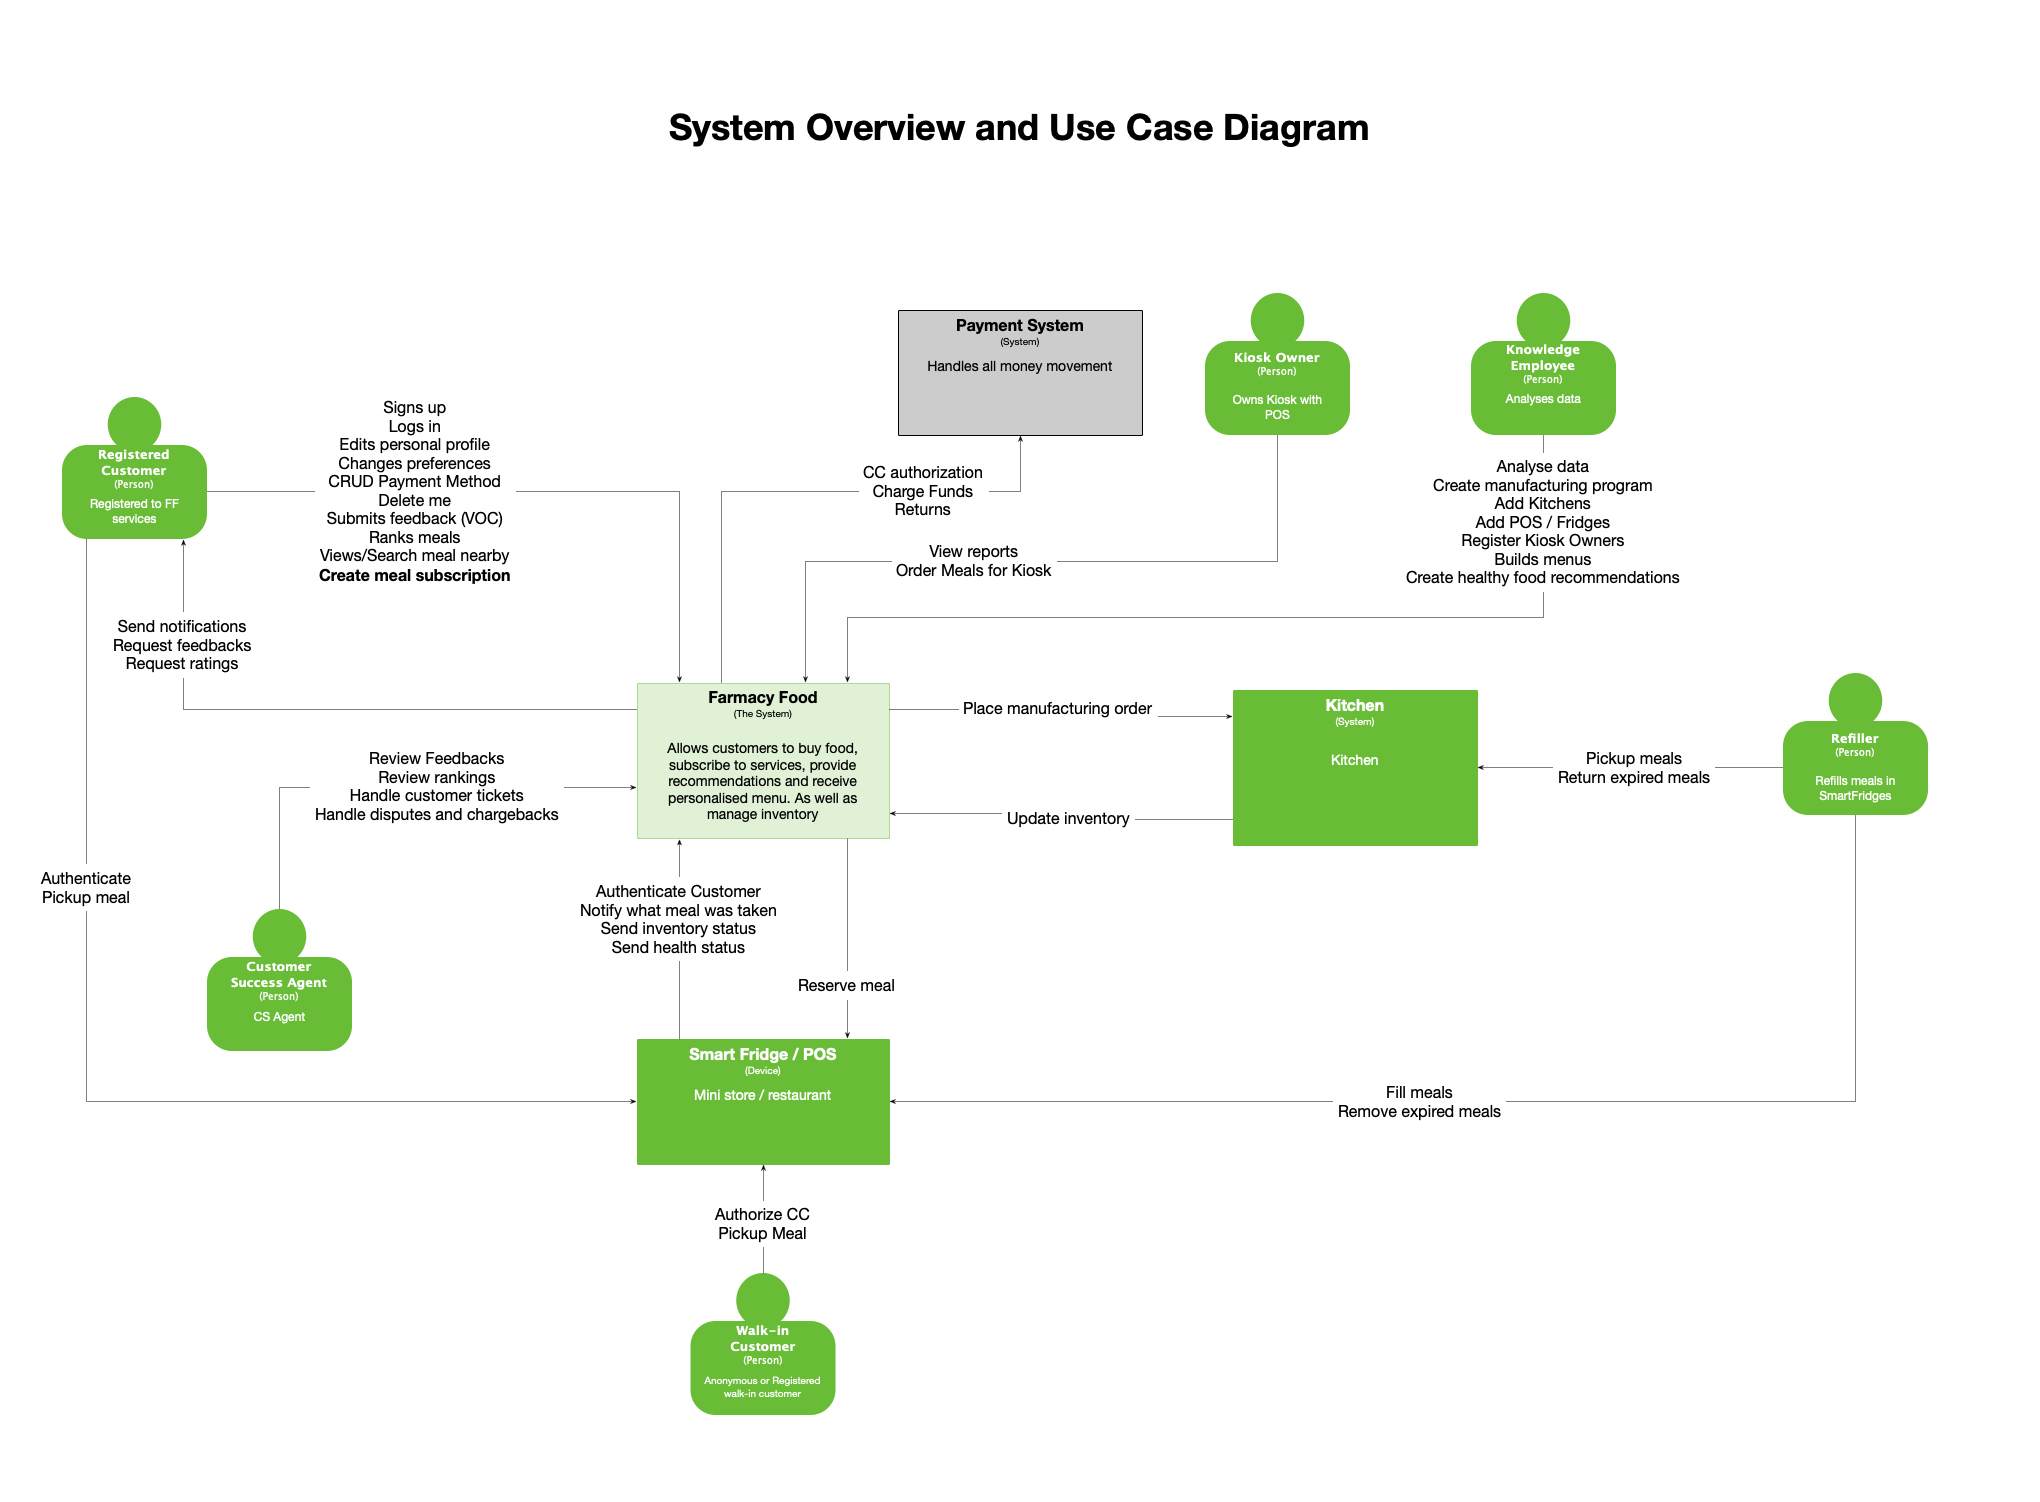 System Overview and Use Case Diagram
Payment System
(System)
Handles all money movement
Kiosk Owner
(Person)
Owns Kiosk with
POS
Knowledge
Employee
(Person)
Analyses data
Registered
Customer
(Person)
Registered to FF
services
Signs up
Logs in
Edits personal profile
Changes preferences
CRUD Payment Method
Delete me
Submits feedback (VOC)
Ranks meals
Views/Search meal nearby
Create meal subscription
CC authorization
Charge Funds
Returns
View reports
Order Meals for Kiosk
Analyse data
Create manufacturing program
Add Kitchens
Add POS / Fridges
Register Kiosk Owners
Builds menus
Create healthy food recommendations
Send notifications
Request feedbacks
Request ratings
Farmacy Food
(The System)
Allows customers to buy food,
subscribe to services, provide
recommendations and receive
personalised menu. As well as
manage inventory
Place manufacturing order
Update inventory
Kitchen
(System)
Kitchen
Pickup meals
Return expired meals
Refiller
(Person)
Refills meals in
SmartFridges
Review Feedbacks
Review rankings
Handle customer tickets
Handle disputes and chargebacks
Authenticate
Pickup meal
Customer
Success Agent
(Person)
CS Agent
Authenticate Customer
Notify what meal was taken
Send inventory status
Send health status
Reserve meal
Smart Fridge / POS
(Device)
Mini store / restaurant
Fill meals
Remove expired meals
Authorize CC
Pickup Meal
Walk-in
Customer
(Person)
Anonymous or Registered
walk-in customer